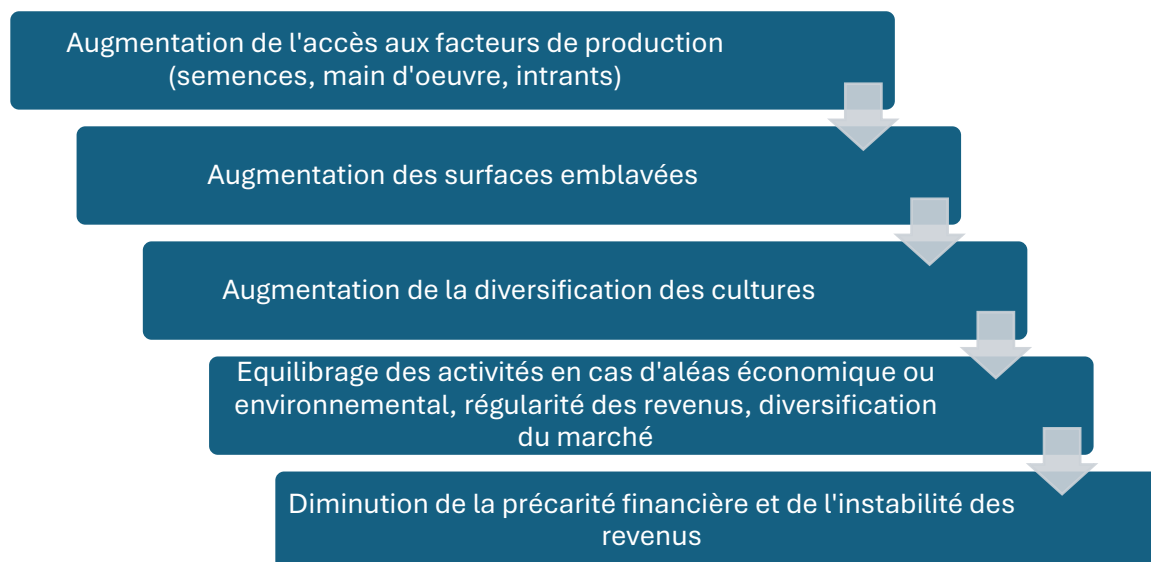 Augmentation de l'accès aux facteurs de production
(semences, main d'oeuvre, intrants)
Augmentation des surfaces emblavées
Augmentation de la diversification des cultures
Equilibrage des activités en cas d'aléas économique ou
environnemental, régularité des revenus, diversification
du marché
Diminution de la précarité financière et de l'instabilité des
revenus